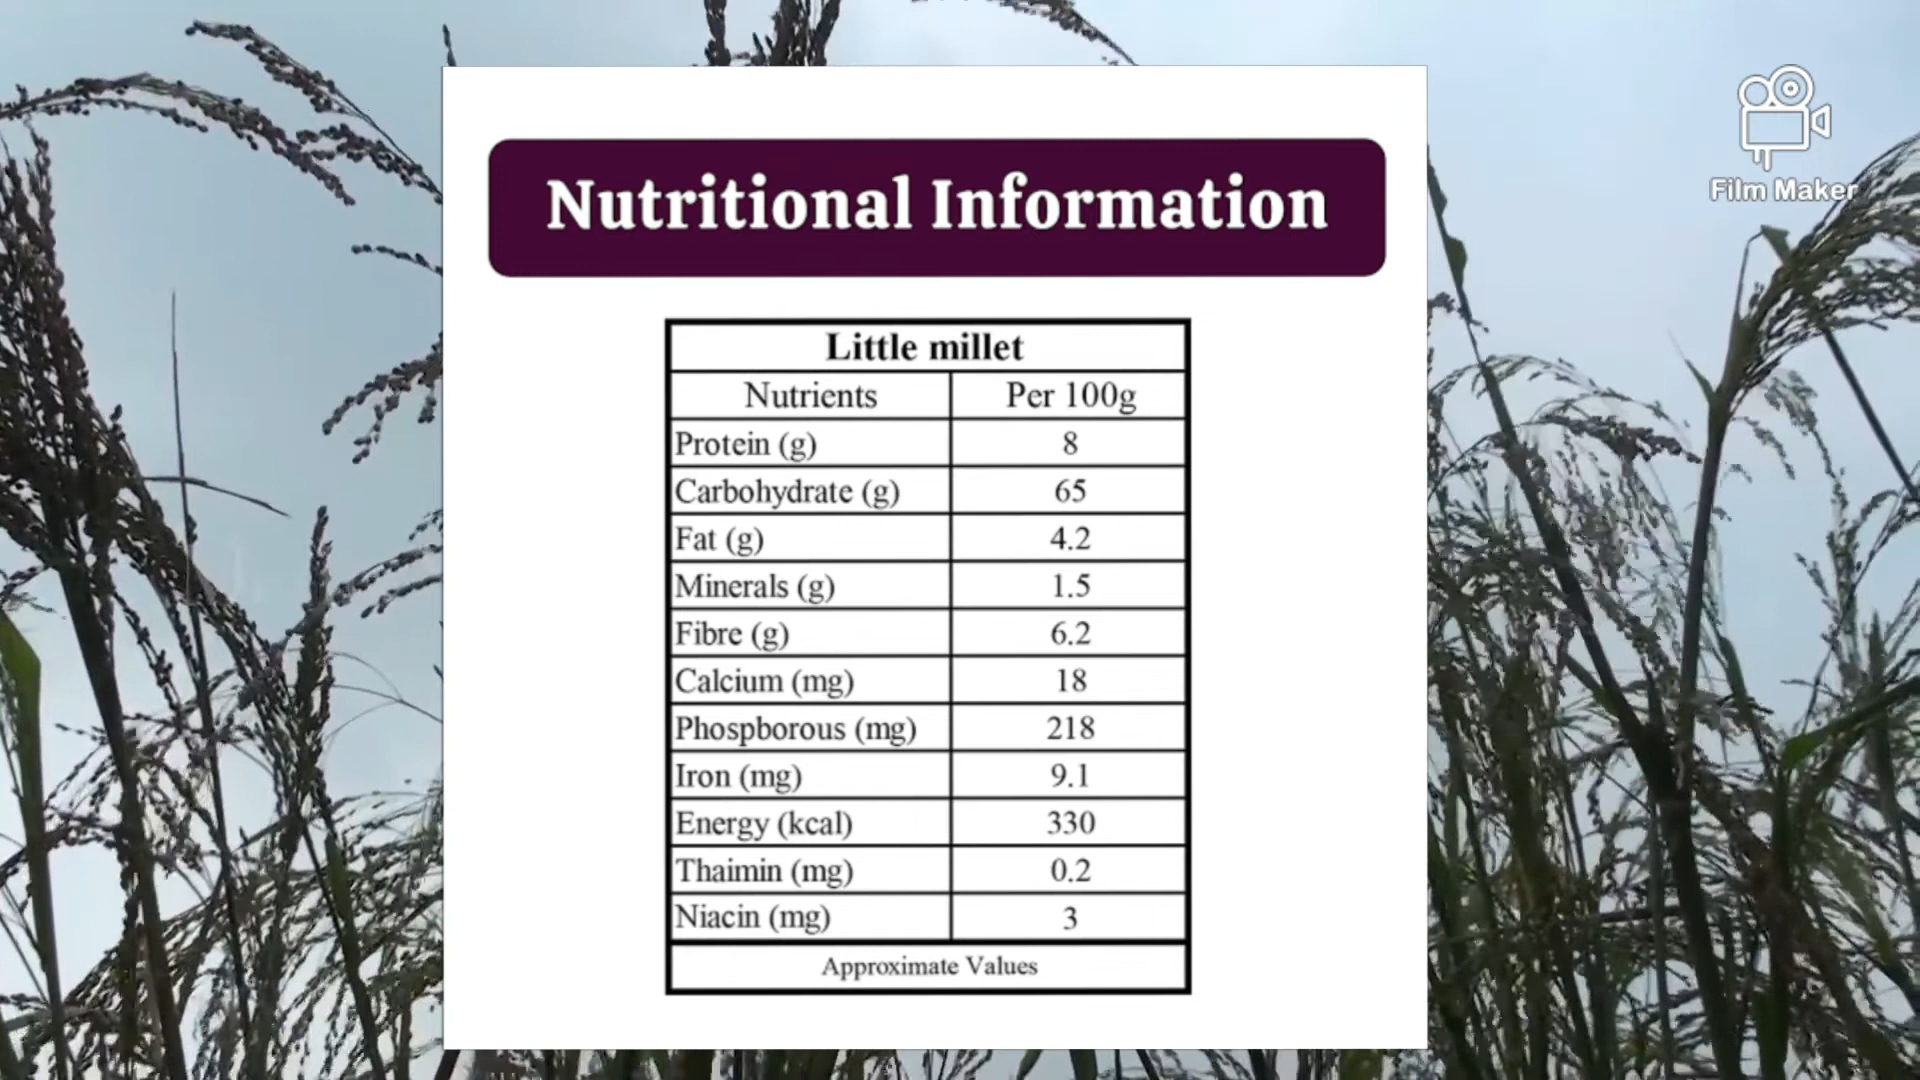 Film Maker
Nutritional Information
Little millet
Nutrients Per 100g
Protein (g) 8
Carbohydrate (g) 65
Fat (g) 4.2
Minerals (g) 1.5
Fibre (g) 6.2
Calcium (mg) 18
Phospborous (mg) 218
Iron (mg) 9.1
Energy (kcal) 330
Thaimin (mg) 0.2
Niacin (mg) 3
Approximate Values